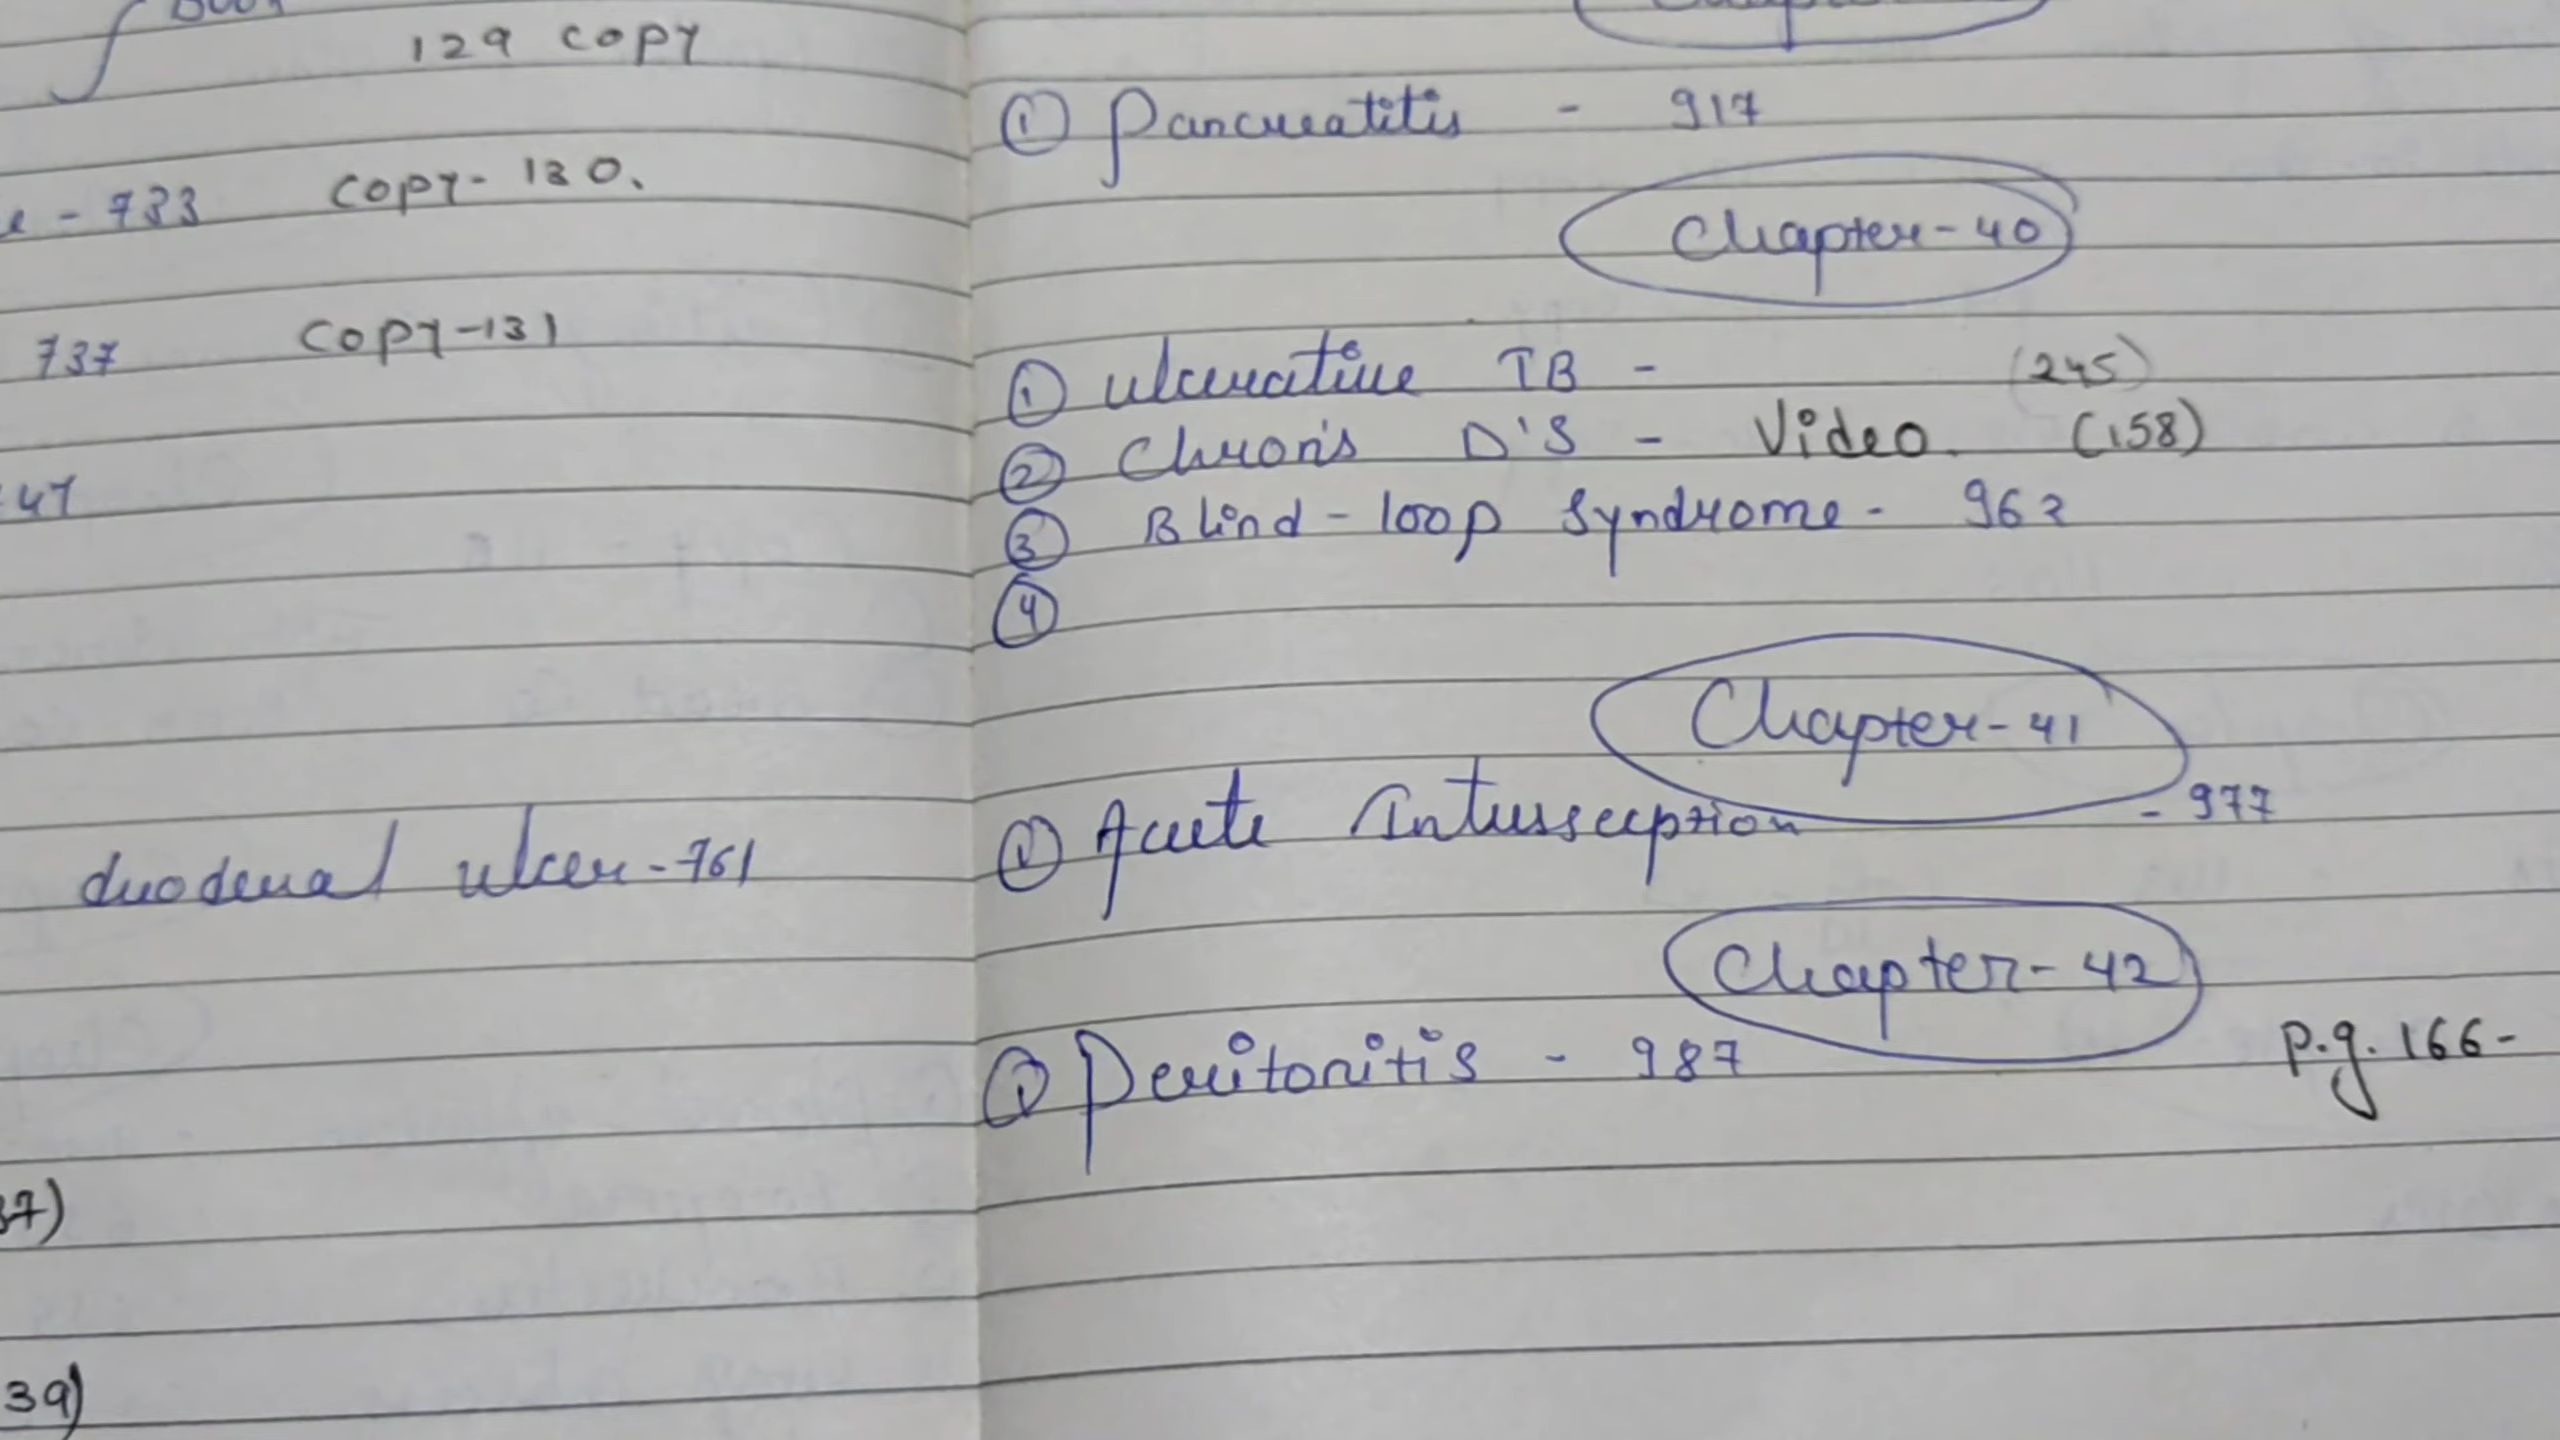 129 copy
- 733 copy- 130.
737 copy-131
47
duodenal ulcer-761
37)
39)
① Pancreatitis - 917
Chapter-40
① ulcerative TB - (245)
② Chron's D'S - Video. (158)
③ Blind-loop Syndrome- 962
④
Chapter-41
① Acute Intussception - 977
Chapter-42
① Peritonitis - 987 p.g. 166-